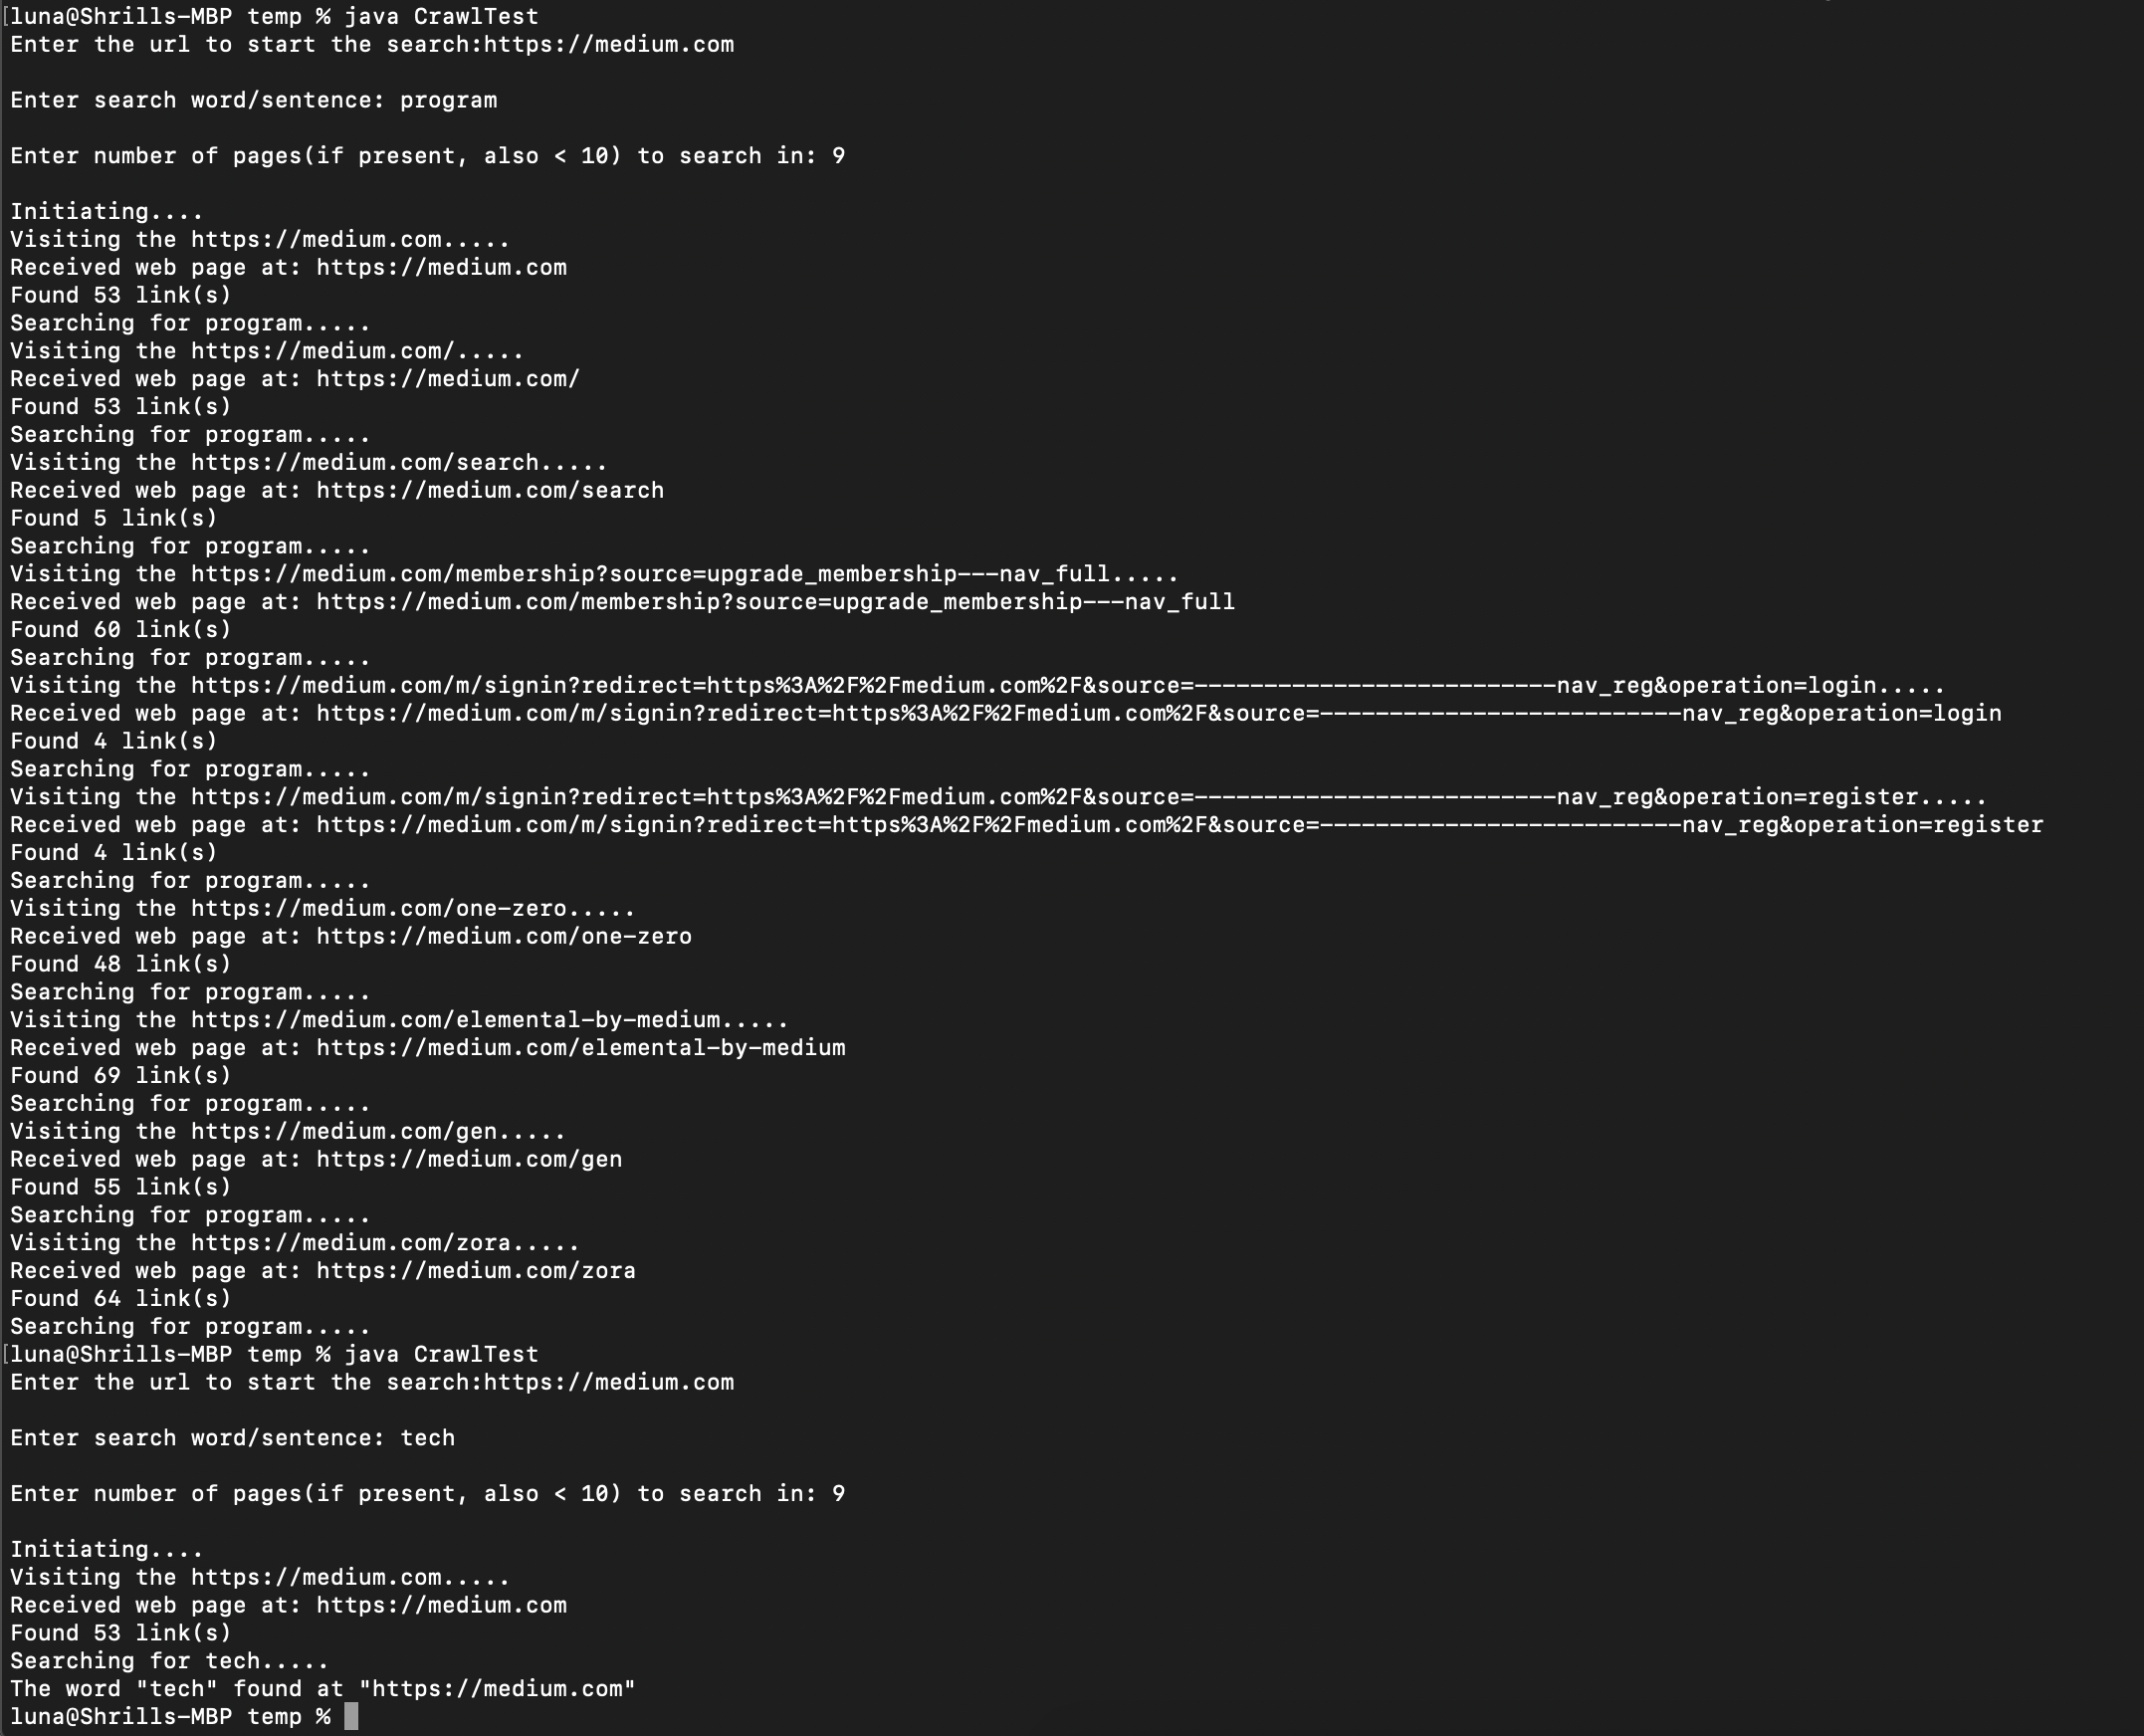 [luna@Shrills-MBP temp % java CrawlTest
Enter the url to start the search:https://medium.com
Enter search word/sentence: program
Enter number of pages(if present, also < 10) to search in: 9
Initiating....
Visiting the https://medium.com.....
Received web page at: https://medium.com
Found 53 link(s)
Searching for program.....
Visiting the https://medium.com/.....
Received web page at: https://medium.com/
Found 53 link(s)
Searching for program.....
Visiting the https://medium.com/search.....
Received web page at: https://medium.com/search
Found 5 link(s)
Searching for program.....
Visiting the https://medium.com/membership?source=upgrade_membership---nav_full.....
Received web page at: https://medium.com/membership?source=upgrade_membership---nav_full
Found 60 link(s)
Searching for program.....
Visiting the https://medium.com/m/signin?redirect=https%3A%2F%2Fmedium.com%2F&source=--------------------------nav_reg&operation=login.....
Received web page at: https://medium.com/m/signin?redirect=https%3A%2F%2Fmedium.com%2F&source=--------------------------nav_reg&operation=login
Found 4 link(s)
Searching for program.....
Visiting the https://medium.com/m/signin?redirect=https%3A%2F%2Fmedium.com%2F&source=--------------------------nav_reg&operation=register.....
Received web page at: https://medium.com/m/signin?redirect=https%3A%2F%2Fmedium.com%2F&source=--------------------------nav_reg&operation=register
Found 4 link(s)
Searching for program.....
Visiting the https://medium.com/one-zero.....
Received web page at: https://medium.com/one-zero
Found 48 link(s)
Searching for program.....
Visiting the https://medium.com/elemental-by-medium.....
Received web page at: https://medium.com/elemental-by-medium
Found 69 link(s)
Searching for program.....
Visiting the https://medium.com/gen.....
Received web page at: https://medium.com/gen
Found 55 link(s)
Searching for program.....
Visiting the https://medium.com/zora.....
Received web page at: https://medium.com/zora
Found 64 link(s)
Searching for program.....
[luna@Shrills-MBP temp % java CrawlTest
Enter the url to start the search:https://medium.com
Enter search word/sentence: tech
Enter number of pages(if present, also < 10) to search in: 9
Initiating....
Visiting the https://medium.com.....
Received web page at: https://medium.com
Found 53 link(s)
Searching for tech.....
The word "tech" found at "https://medium.com"
luna@Shrills-MBP temp %